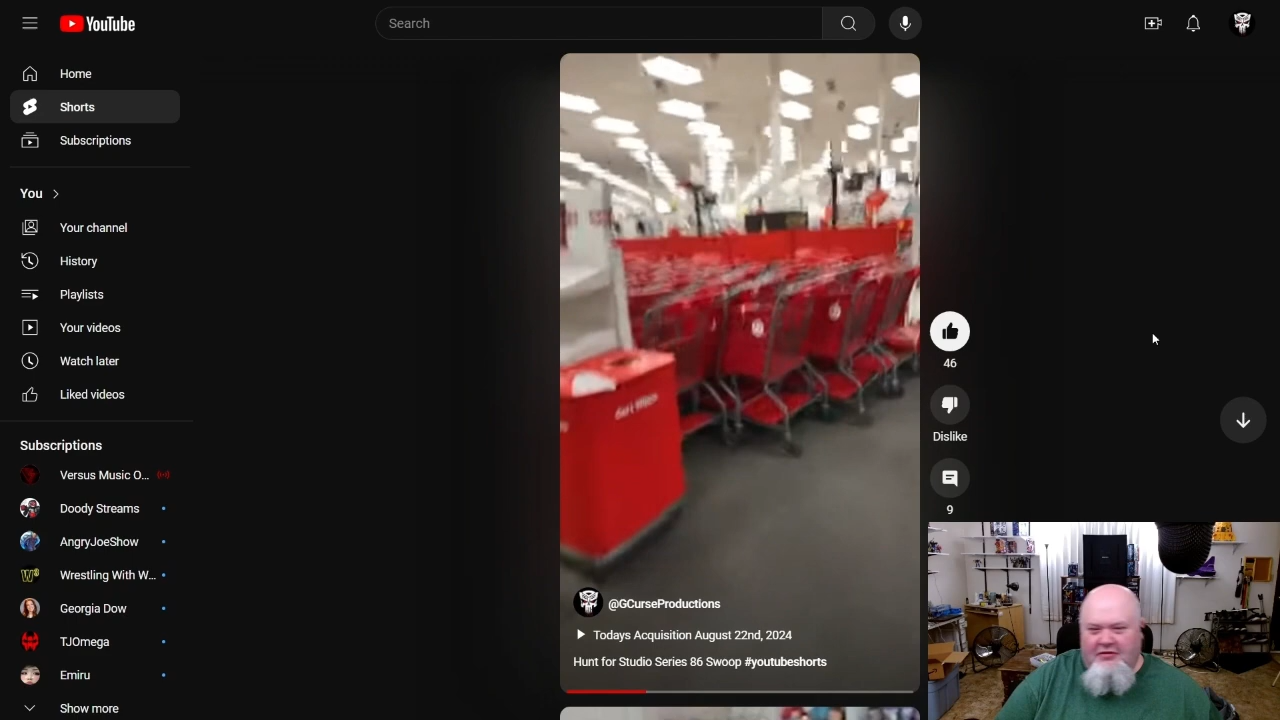 YouTube
Search
Home
Shorts
Subscriptions
You
Your channel
History
Playlists
Your videos
Watch later
Liked videos
Subscriptions
Versus Music O...
Doody Streams
AngryJoeShow
Wrestling With W...
Georgia Dow
TJOmega
Emiru
Show more
46
Dislike
9
@GCurseProductions
Todays Acquisition August 22nd, 2024
Hunt for Studio Series 86 Swoop #youtubeshorts